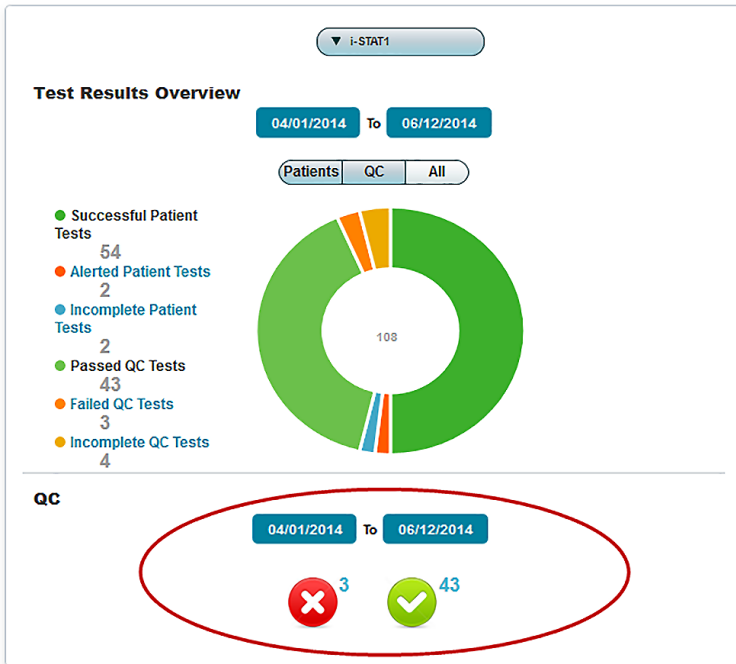 ▼ i-STAT1
Test Results Overview
04/01/2014 To 06/12/2014
Patients QC All
Successful Patient
Tests
54
Alerted Patient Tests
2
Incomplete Patient
Tests
2
Passed QC Tests
43
Failed QC Tests
3
Incomplete QC Tests
4
108
QC
04/01/2014 To 06/12/2014
3 43